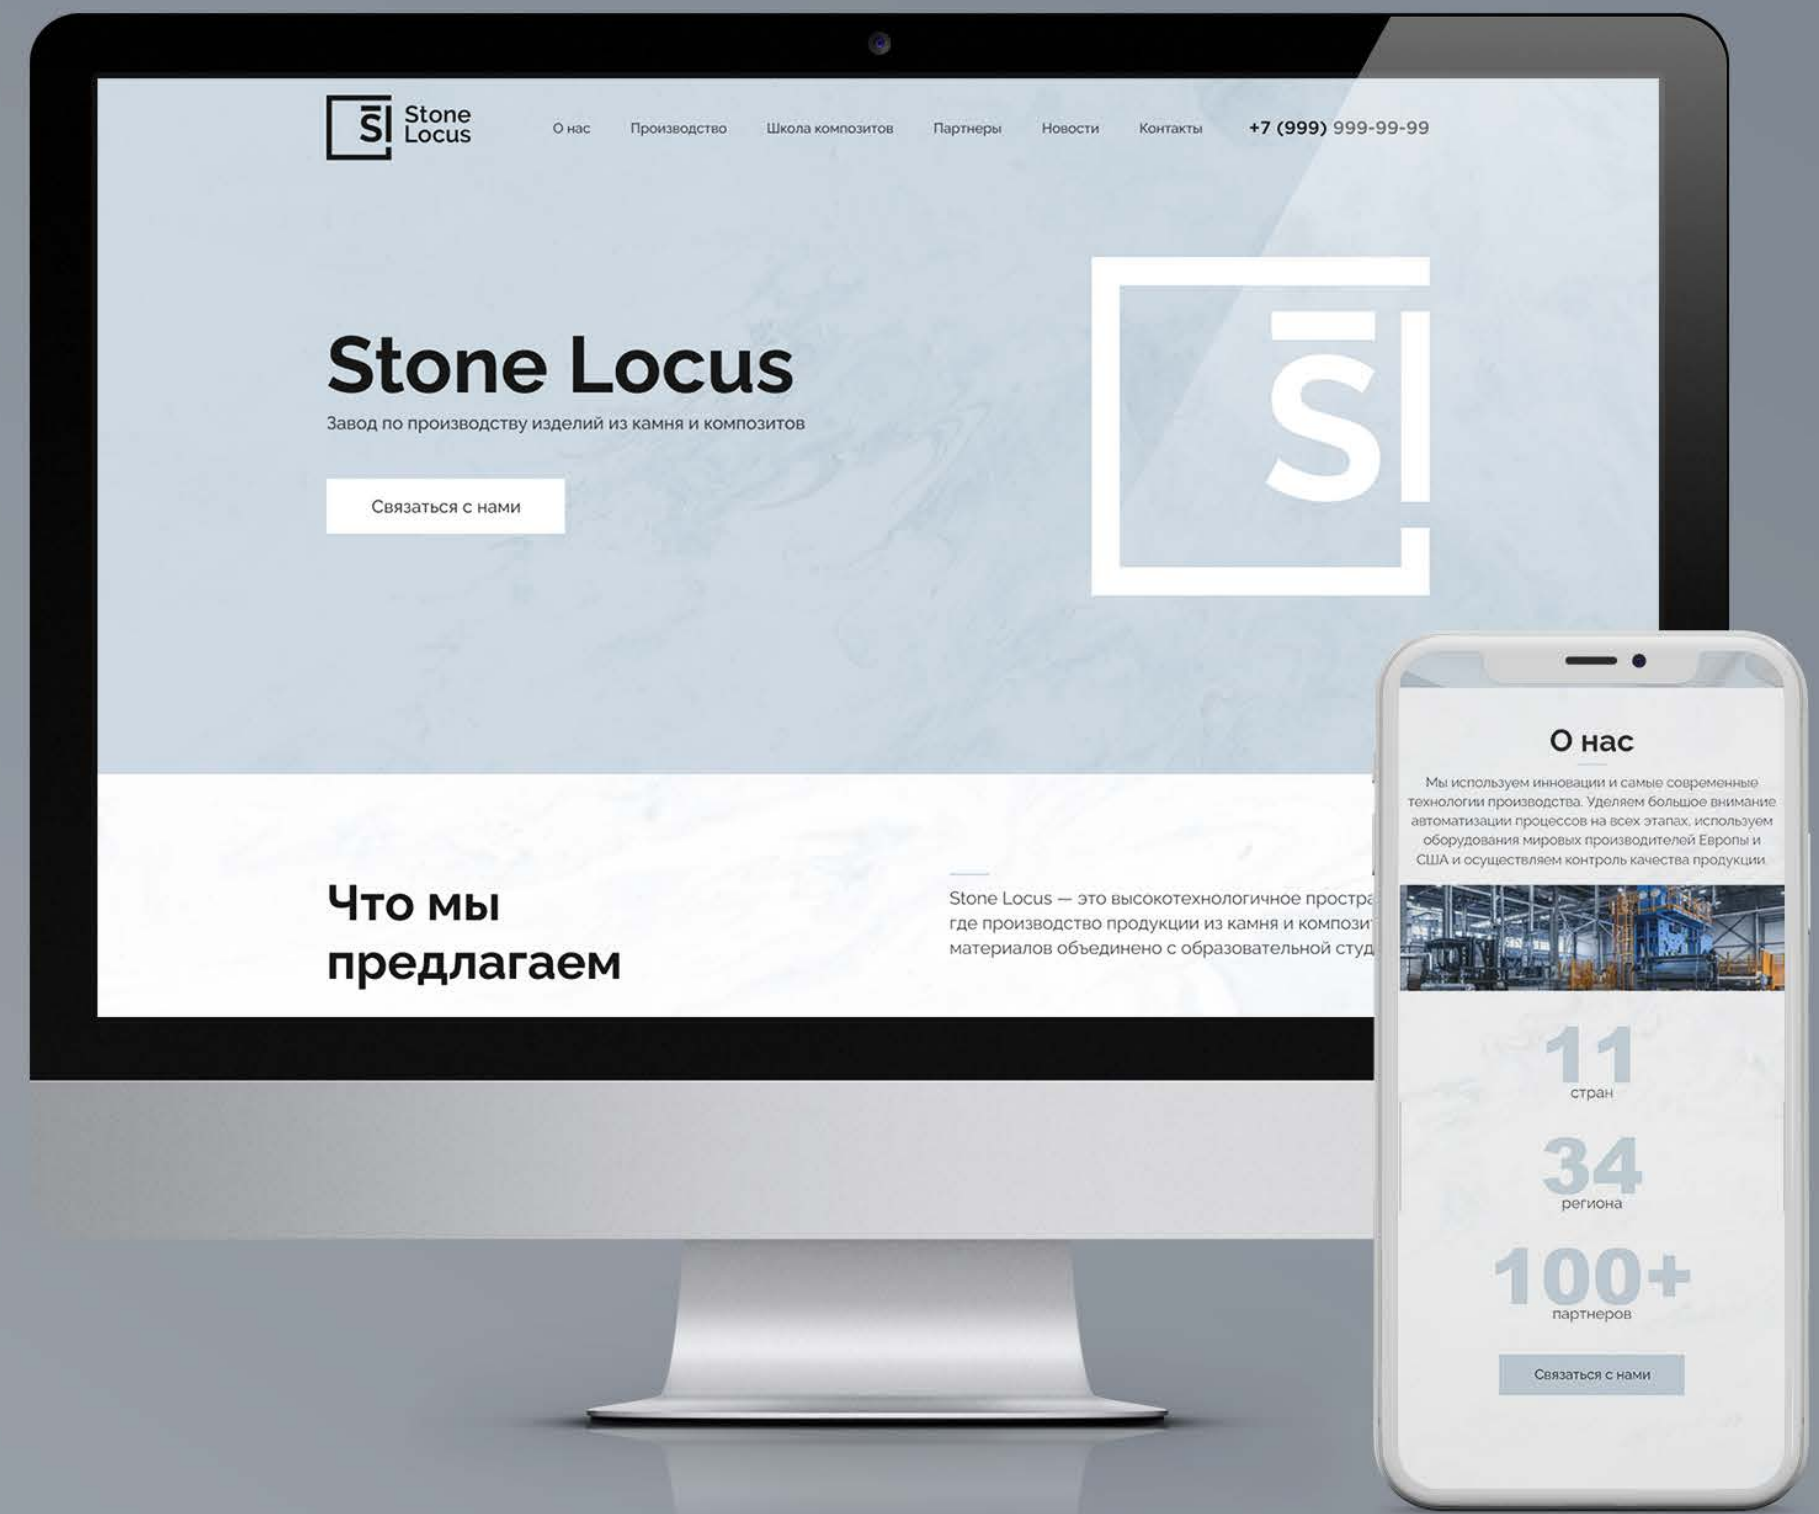 Stone
Locus
О нас
Производство
Школа композитов
Партнеры
Новости
Контакты
+7 (999) 999-99-99
Stone Locus
Завод по производству изделий из камня и композитов
Связаться с нами
S
Что мы
предлагаем
Stone Locus — это высокотехнологичное простра
где производство продукции из камня и компози
материалов объединено с образовательной студ
О нас
Мы используем инновации и самые современные
технологии производства. Уделяем большое внимание
автоматизации процессов на всех этапах, используем
оборудования мировых производителей Европы и
США и осуществляем контроль качества продукции.
11
стран
34
региона
100+
партнеров
Связаться с нами